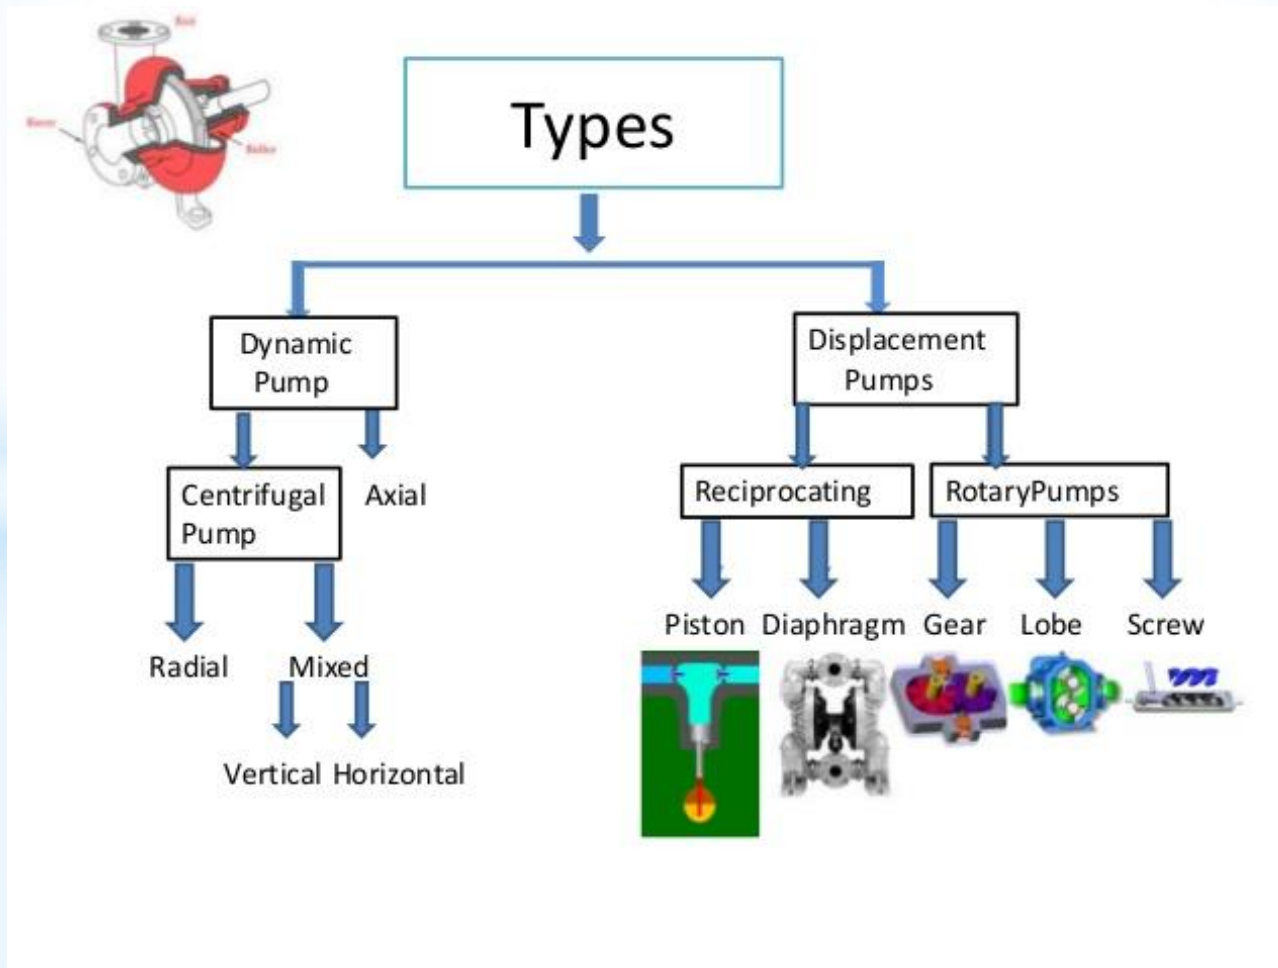 Types
Dynamic
Pump
Displacement
Pumps
Centrifugal
Pump
Axial
Reciprocating
RotaryPumps
Radial
Mixed
Vertical
Horizontal
Piston
Diaphragm
Gear
Lobe
Screw